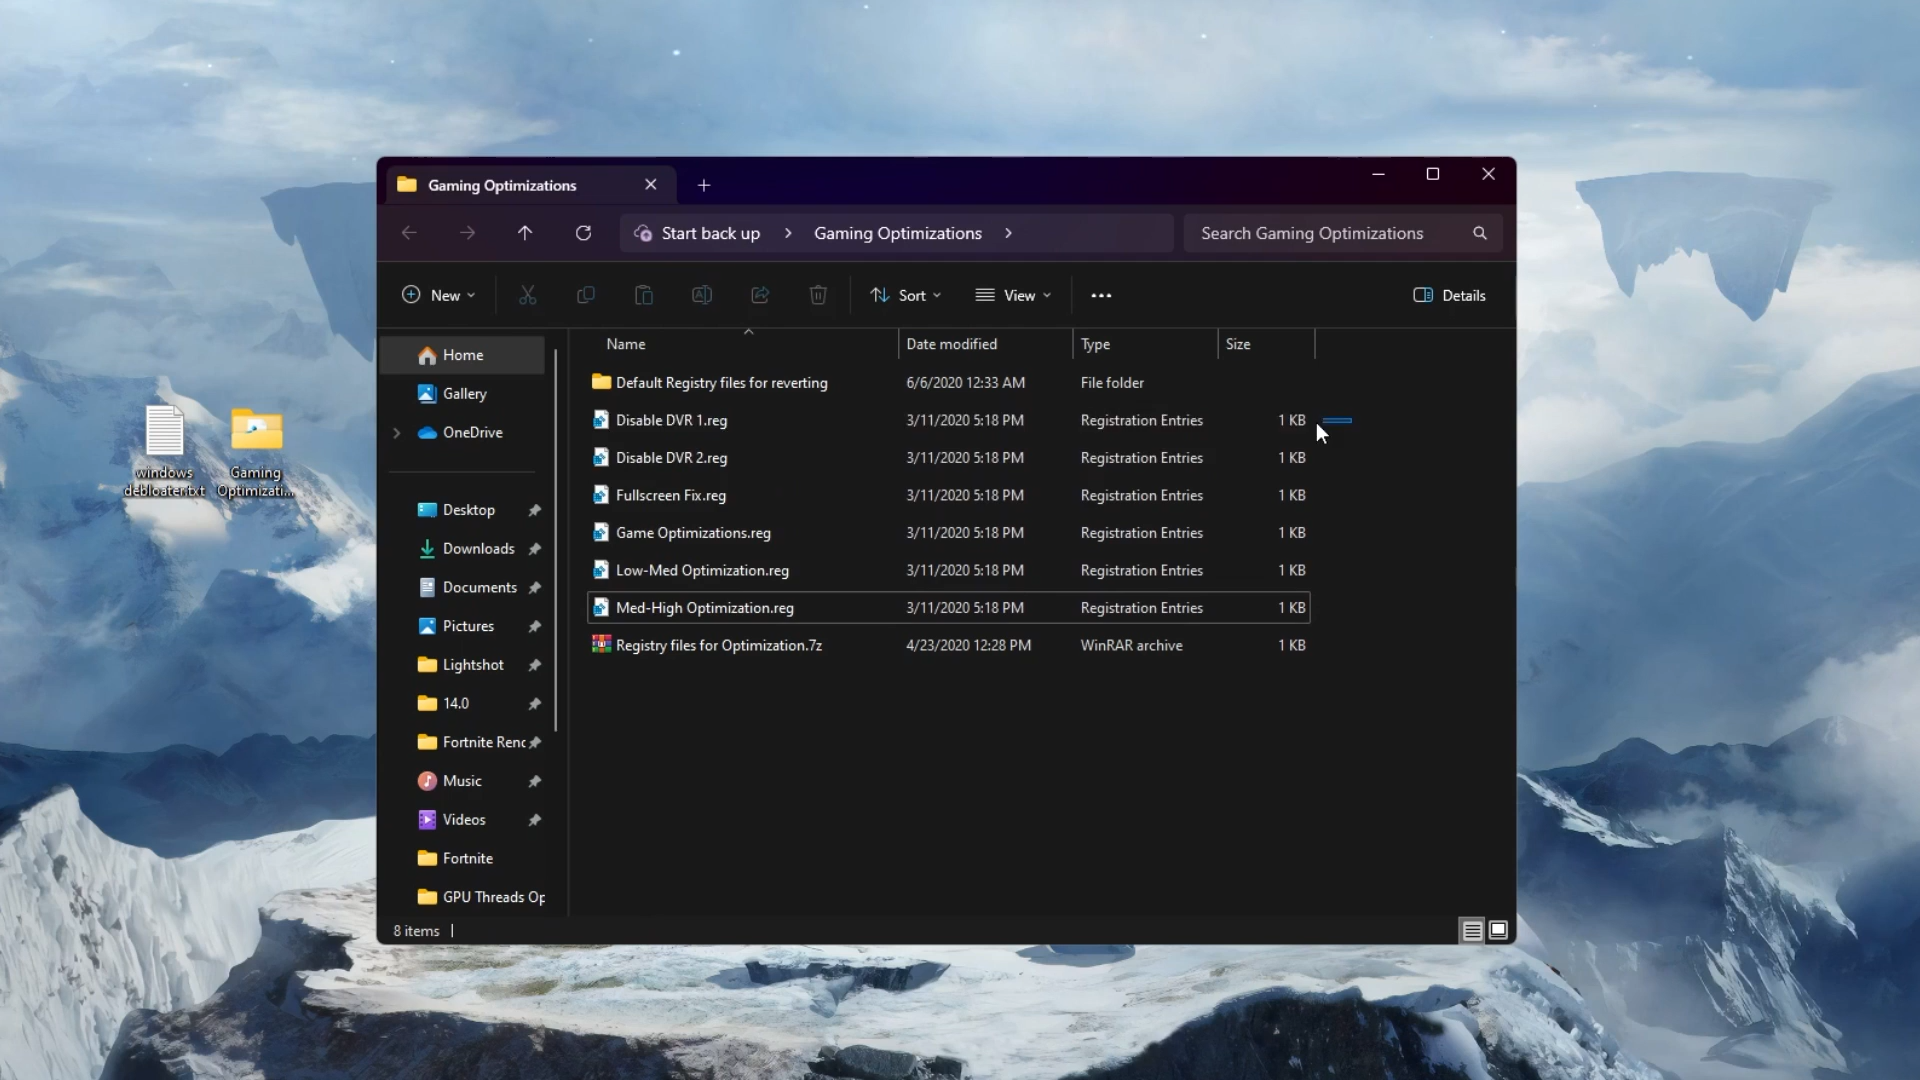 Gaming Optimizations
Start back up > Gaming Optimizations >
Search Gaming Optimizations
New
Sort
View
Details
Name Date modified Type Size
Default Registry files for reverting 6/6/2020 12:33 AM File folder
Disable DVR 1.reg 3/11/2020 5:18 PM Registration Entries 1 KB
Disable DVR 2.reg 3/11/2020 5:18 PM Registration Entries 1 KB
Fullscreen Fix.reg 3/11/2020 5:18 PM Registration Entries 1 KB
Game Optimizations.reg 3/11/2020 5:18 PM Registration Entries 1 KB
Low-Med Optimization.reg 3/11/2020 5:18 PM Registration Entries 1 KB
Med-High Optimization.reg 3/11/2020 5:18 PM Registration Entries 1 KB
Registry files for Optimization.7z 4/23/2020 12:28 PM WinRAR archive 1 KB
Home
Gallery
OneDrive
Desktop
Downloads
Documents
Pictures
Lightshot
14.0
Fortnite Renc
Music
Videos
Fortnite
GPU Threads Op
8 items
windows
debloater.txt
Gaming
Optimizati...